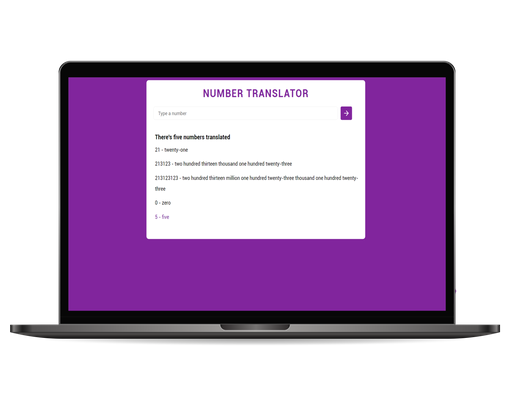 NUMBER TRANSLATOR
Type a number
There's five numbers translated
21 - twenty-one
213123 - two hundred thirteen thousand one hundred twenty-three
213123123 - two hundred thirteen million one hundred twenty-three thousand one hundred twenty-
three
0 - zero
5 - five